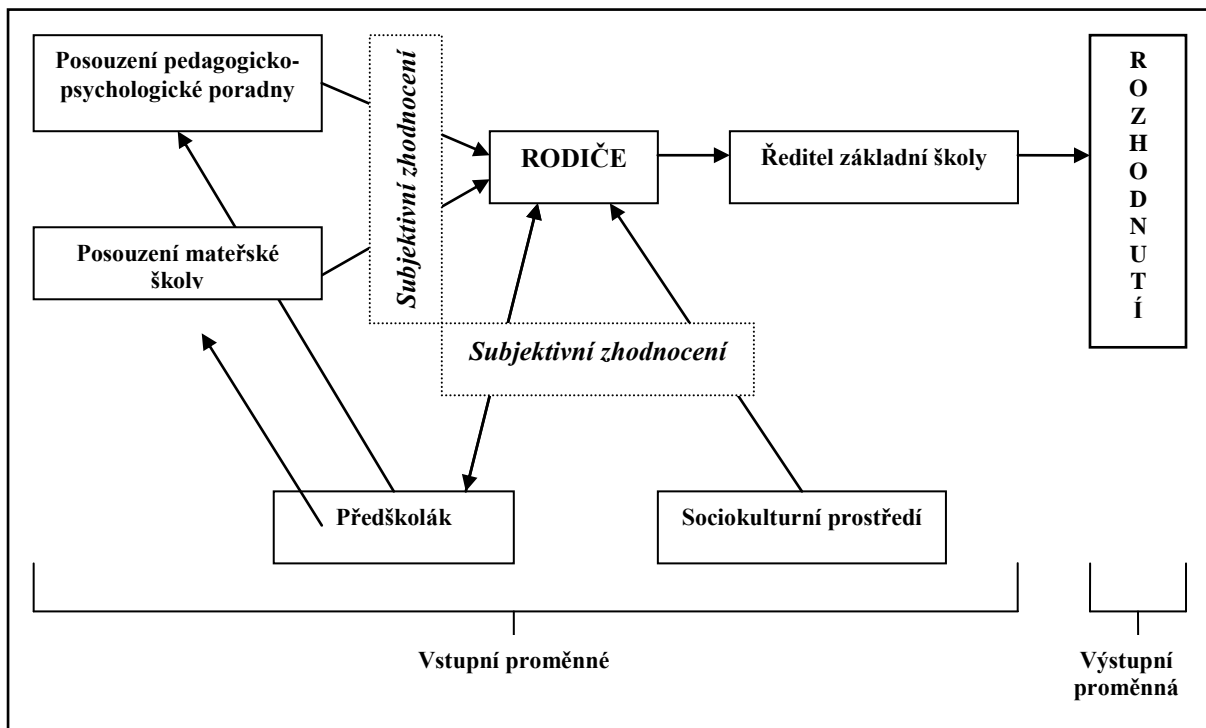 Posouzení pedagogicko-
psychologické poradny
Subjektivní zhodnocení
R
O
Z
H
O
D
N
U
T
Í
RODIČE
Ředitel základní školy
Posouzení mateřské
školv
Subjektivní zhodnocení
Předškolák
Sociokulturní prostředí
Vstupní proměnné
Výstupní
proměnná